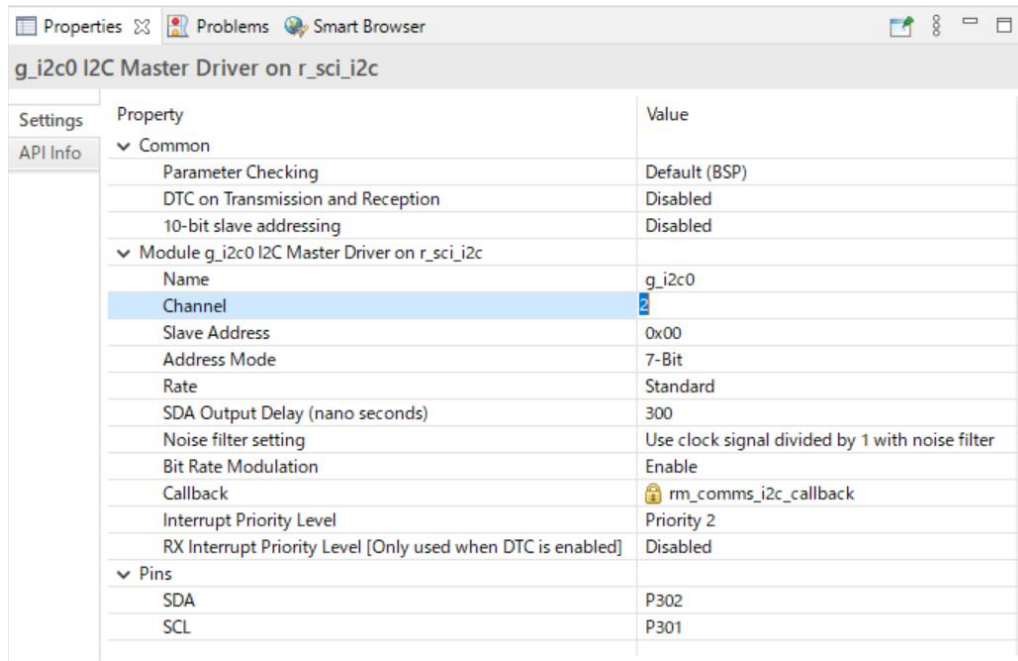 Properties Problems Smart Browser
g_i2c0 I2C Master Driver on r_sci_i2c
Settings
API Info
Property Value
Common
Parameter Checking Default (BSP)
DTC on Transmission and Reception Disabled
10-bit slave addressing Disabled
Module g_i2c0 I2C Master Driver on r_sci_i2c
Name g_i2c0
Channel 2
Slave Address 0x00
Address Mode 7-Bit
Rate Standard
SDA Output Delay (nano seconds) 300
Noise filter setting Use clock signal divided by 1 with noise filter
Bit Rate Modulation Enable
Callback rm_comms_i2c_callback
Interrupt Priority Level Priority 2
RX Interrupt Priority Level [Only used when DTC is enabled] Disabled
Pins
SDA P302
SCL P301